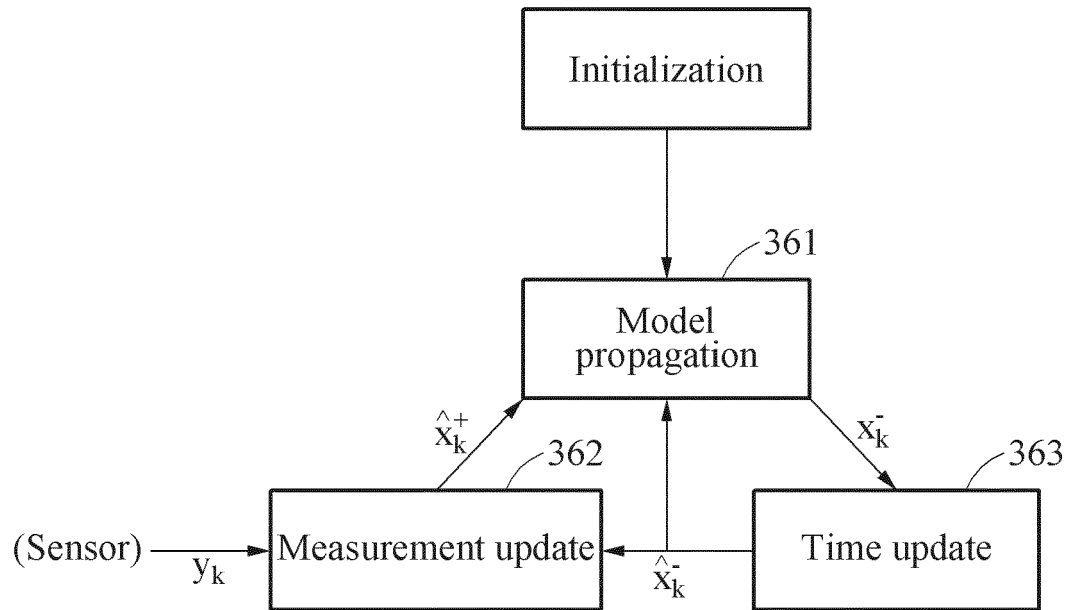 Initialization
361
Model
propagation
x̂ₖ⁺
xₖ⁻
362
363
(Sensor)
yₖ
Measurement update
x̂ₖ⁻
Time update